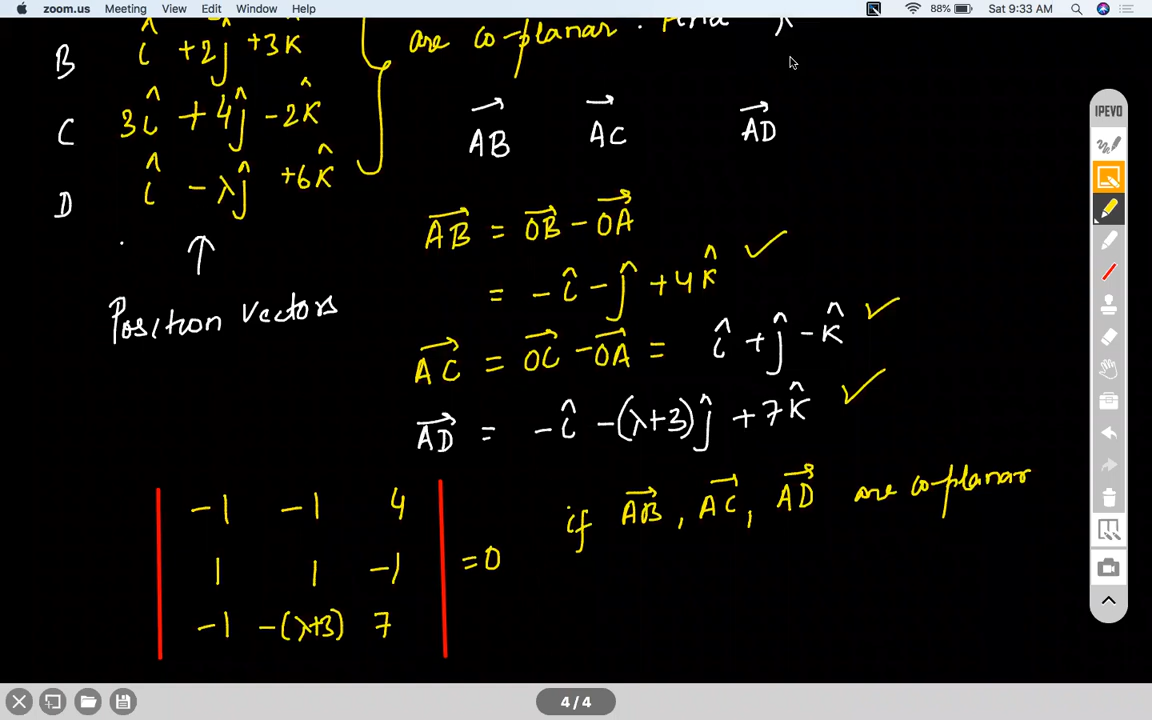 zoom.us Meeting View Edit Window Help 88% Sat 9:33 AM
B î + 2ĵ + 3k̂
are co-planar. Find λ
C 3î + 4ĵ - 2k̂
D î - λĵ + 6k̂
Position vectors
AB→ AC→ AD→
AB→ = OB→ - OA→
= - î - ĵ + 4k̂ ✓
AC→ = OC→ - OA→ = î + ĵ - k̂ ✓
AD→ = - î - (λ+3)ĵ + 7k̂ ✓
-1 -1 4
1 1 -1 = 0
-1 -(λ+3) 7
if AB→, AC→, AD→ are co-planar
IPEVO
4 / 4